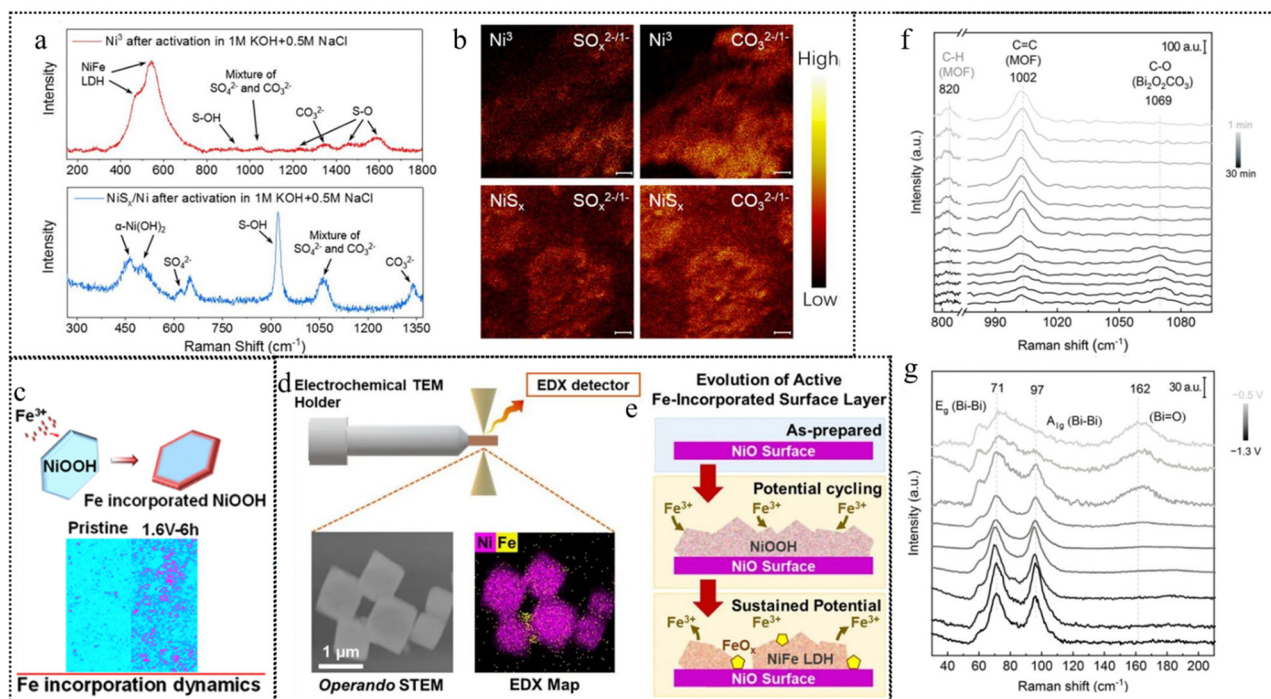 a
Ni³ after activation in 1M KOH+0.5M NaCl
NiFe
LDH
S-OH
Mixture of
SO₄²⁻ and CO₃²⁻
CO₃²⁻
S-O
Intensity
200 400 600 800 1000 1200 1400 1600 1800
NiSₓ/Ni after activation in 1M KOH+0.5M NaCl
α-Ni(OH)₂
SO₄²⁻
S-OH
Mixture of
SO₄²⁻ and CO₃²⁻
CO₃²⁻
Intensity
300 450 600 750 900 1050 1200 1350
Raman Shift (cm⁻¹)
b
Ni³ SOₓ²⁻/¹⁻
Ni³ CO₃²⁻/¹⁻
NiSₓ SOₓ²⁻/¹⁻
NiSₓ CO₃²⁻/¹⁻
High
Low
c
Fe³⁺
NiOOH
Fe incorporated NiOOH
Pristine 1.6V-6h
Fe incorporation dynamics
d
Electrochemical TEM
Holder
EDX detector
1 μm
Operando STEM
Ni Fe
EDX Map
e
Evolution of Active
Fe-Incorporated Surface Layer
As-prepared
NiO Surface
Potential cycling
Fe³⁺ Fe³⁺ Fe³⁺
NiOOH
NiO Surface
Sustained Potential
Fe³⁺ Fe³⁺ Fe³⁺
FeOₓ
NiFe LDH
NiO Surface
f
C-H
(MOF)
820
C=C
(MOF)
1002
C-O
(Bi₂O₂CO₃)
1069
100 a.u.
1 min
30 min
Intensity (a.u.)
800 990 1020 1050 1080
Raman shift (cm⁻¹)
g
71 97 162
E_g (Bi-Bi)
A₁g (Bi-Bi)
(Bi=O)
30 a.u.
−0.5 V
−1.3 V
Intensity (a.u.)
40 60 80 100 120 140 160 180 200
Raman shift (cm⁻¹)